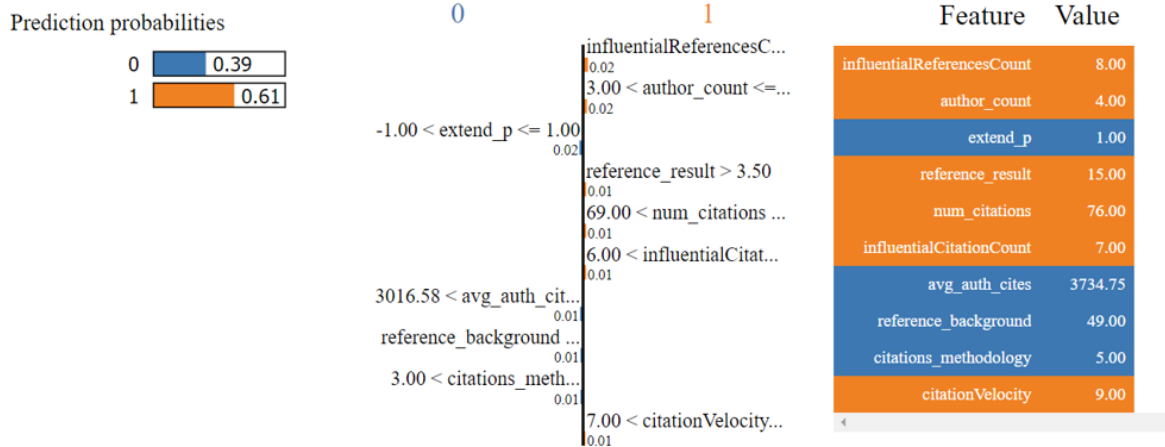 Prediction probabilities
0 0.39
1 0.61
0 1
influentialReferencesC...
0.02
3.00 < author_count <=...
0.02
-1.00 < extend_p <= 1.00
0.02
reference_result > 3.50
0.01
69.00 < num_citations ...
0.01
6.00 < influentialCitat...
0.01
3016.58 < avg_auth_cit...
0.01
reference_background ...
0.01
3.00 < citations_meth...
0.01
7.00 < citationVelocity...
0.01
Feature Value
influentialReferencesCount 8.00
author_count 4.00
extend_p 1.00
reference_result 15.00
num_citations 76.00
influentialCitationCount 7.00
avg_auth_cites 3734.75
reference_background 49.00
citations_methodology 5.00
citationVelocity 9.00